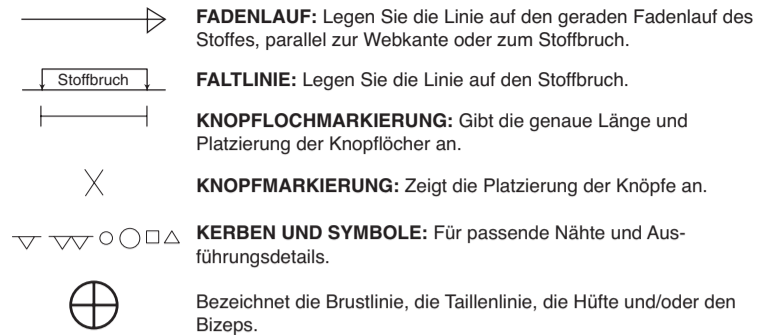 FADENLAUF: Legen Sie die Linie auf den geraden Fadenlauf des
Stoffes, parallel zur Webkante oder zum Stoffbruch.
Stoffbruch
FALTLINIE: Legen Sie die Linie auf den Stoffbruch.
KNOPFLOCHMARKIERUNG: Gibt die genaue Länge und
Platzierung der Knopflöcher an.
KNOPFMARKIERUNG: Zeigt die Platzierung der Knöpfe an.
KERBEN UND SYMBOLE: Für passende Nähte und Aus-
führungsdetails.
Bezeichnet die Brustlinie, die Taillenlinie, die Hüfte und/oder den
Bizeps.